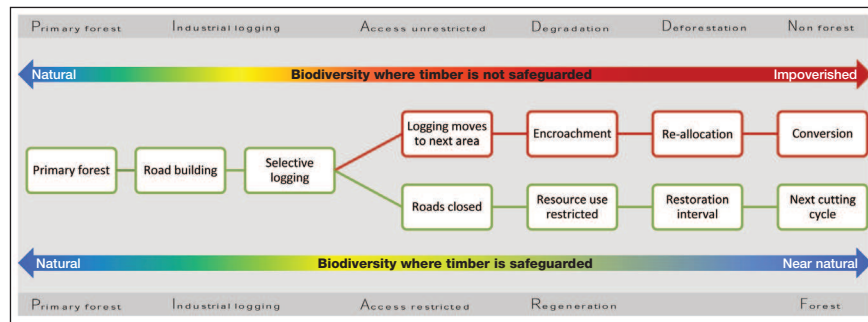 Primary forest Industrial logging Access unrestricted Degradation Deforestation Non forest
Natural Biodiversity where timber is not safeguarded Impoverished
Logging moves
to next area
Encroachment
Re-allocation
Conversion
Primary forest
Road building
Selective
logging
Roads closed
Resource use
restricted
Restoration
interval
Next cutting
cycle
Natural Biodiversity where timber is safeguarded Near natural
Primary forest Industrial logging Access restricted Regeneration Forest